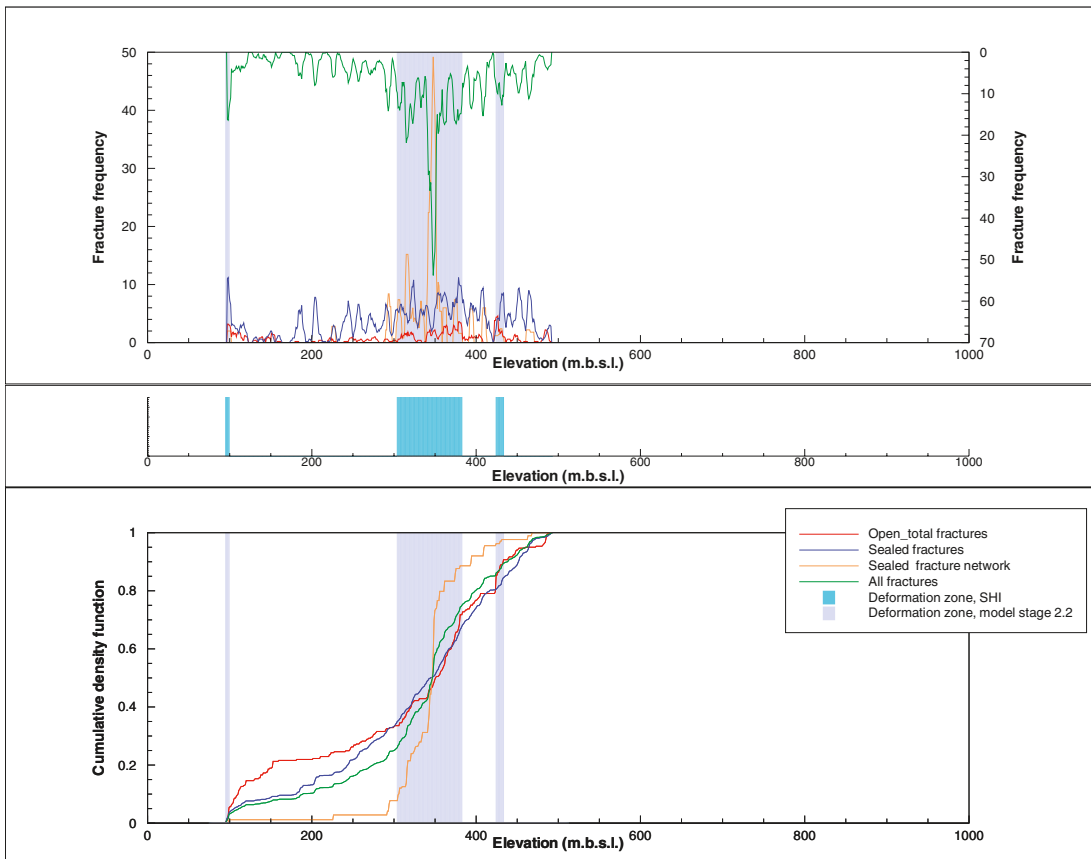 50
40
30
20
10
0
Fracture frequency
0
10
20
30
40
50
60
70
Fracture frequency
0 200 400 600 800 1000
Elevation (m.b.s.l.)
0 200 400 600 800 1000
Elevation (m.b.s.l.)
1
0.8
0.6
0.4
0.2
0
Cumulative density function
Open_total fractures
Sealed fractures
Sealed fracture network
All fractures
Deformation zone, SHI
Deformation zone, model stage 2.2
0 200 400 600 800 1000
Elevation (m.b.s.l.)